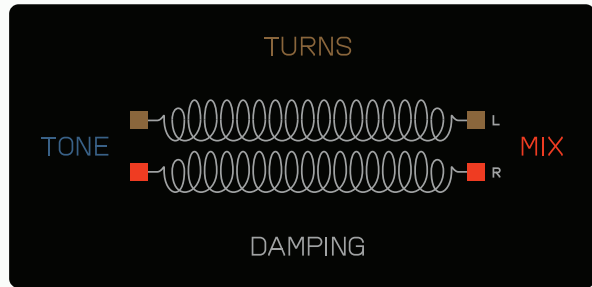 TURNS
L
TONE
MIX
R
DAMPING